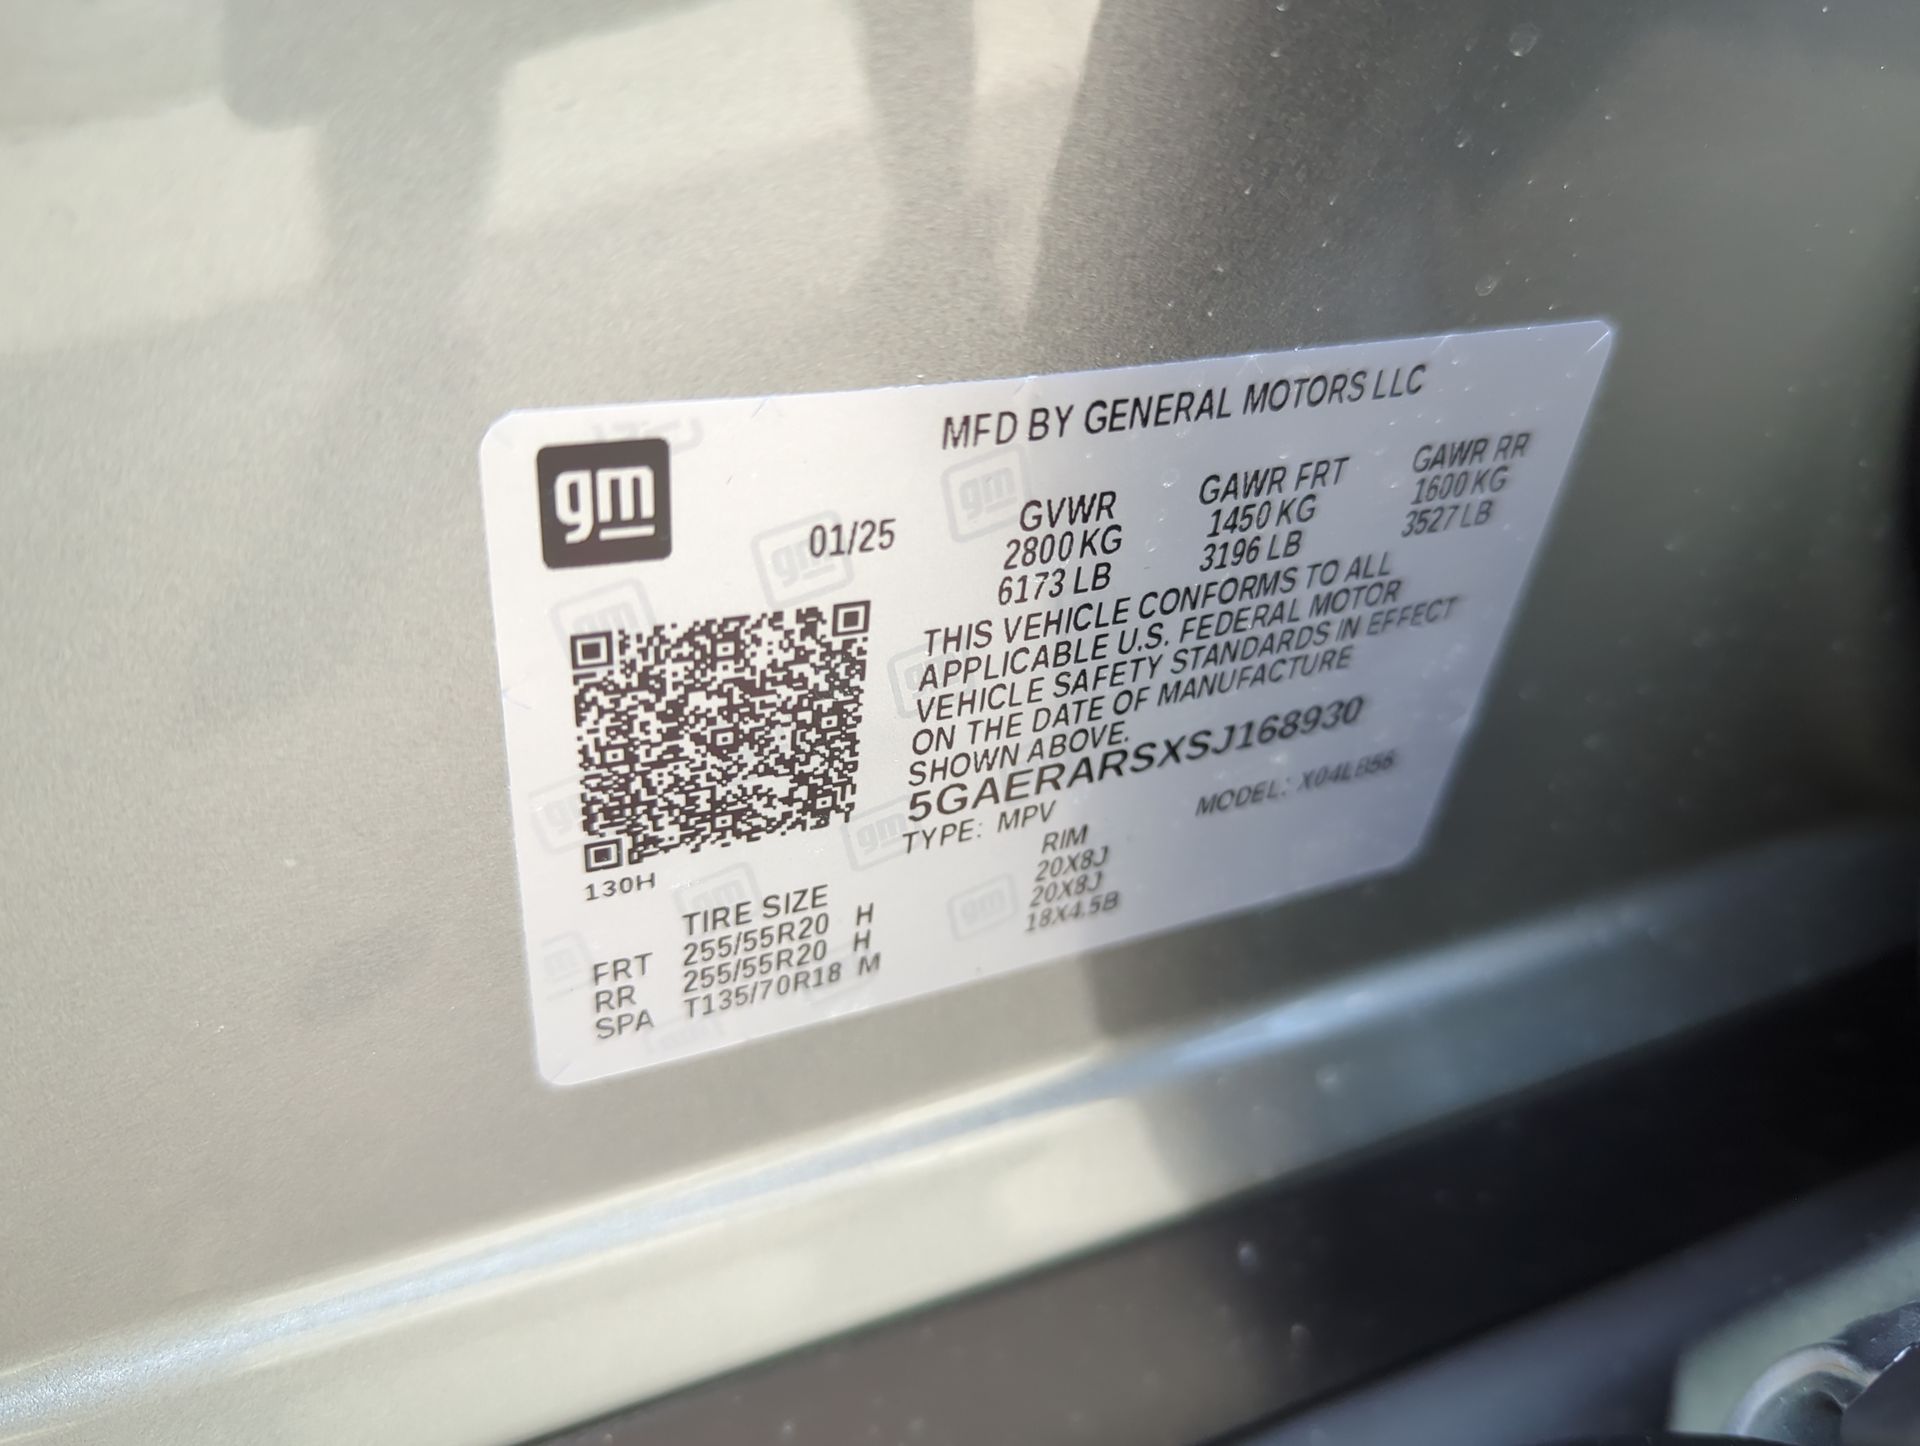 gm
MFD BY GENERAL MOTORS LLC
01/25
GVWR GAWR FRT GAWR RR
2800 KG 1450 KG 1600 KG
6173 LB 3196 LB 3527 LB
THIS VEHICLE CONFORMS TO ALL
APPLICABLE U.S. FEDERAL MOTOR
VEHICLE SAFETY STANDARDS IN EFFECT
ON THE DATE OF MANUFACTURE
SHOWN ABOVE.
5GAERARSXSJ168930
TYPE: MPV MODEL: X04LB56
130H
TIRE SIZE RIM
FRT 255/55R20 H 20X8J
RR 255/55R20 H 20X8J
SPA T135/70R18 M 18X4.5B